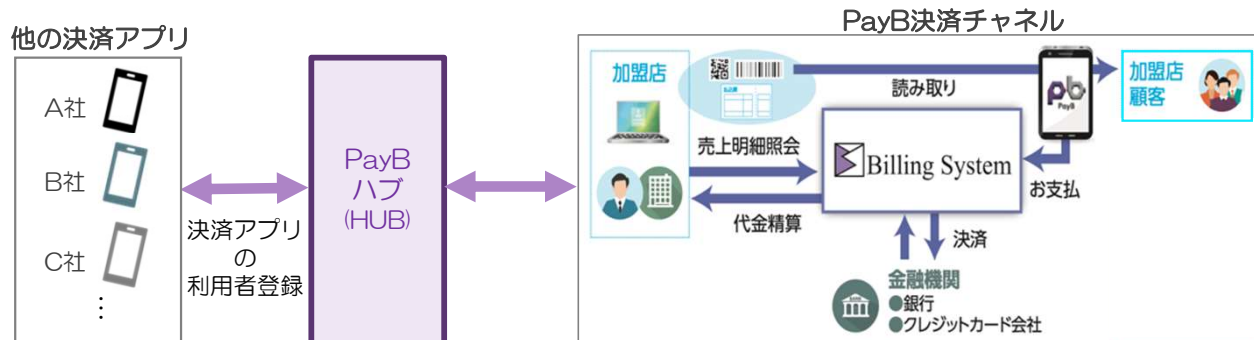 他の決済アプリ
A社
B社
C社
⋮
決済アプリ
の
利用者登録
PayB
ハブ
(HUB)
PayB決済チャネル
加盟店
読み取り
pb
PayB
加盟店
顧客
売上明細照会
Billing System
お支払
代金精算
決済
金融機関
●銀行
●クレジットカード会社